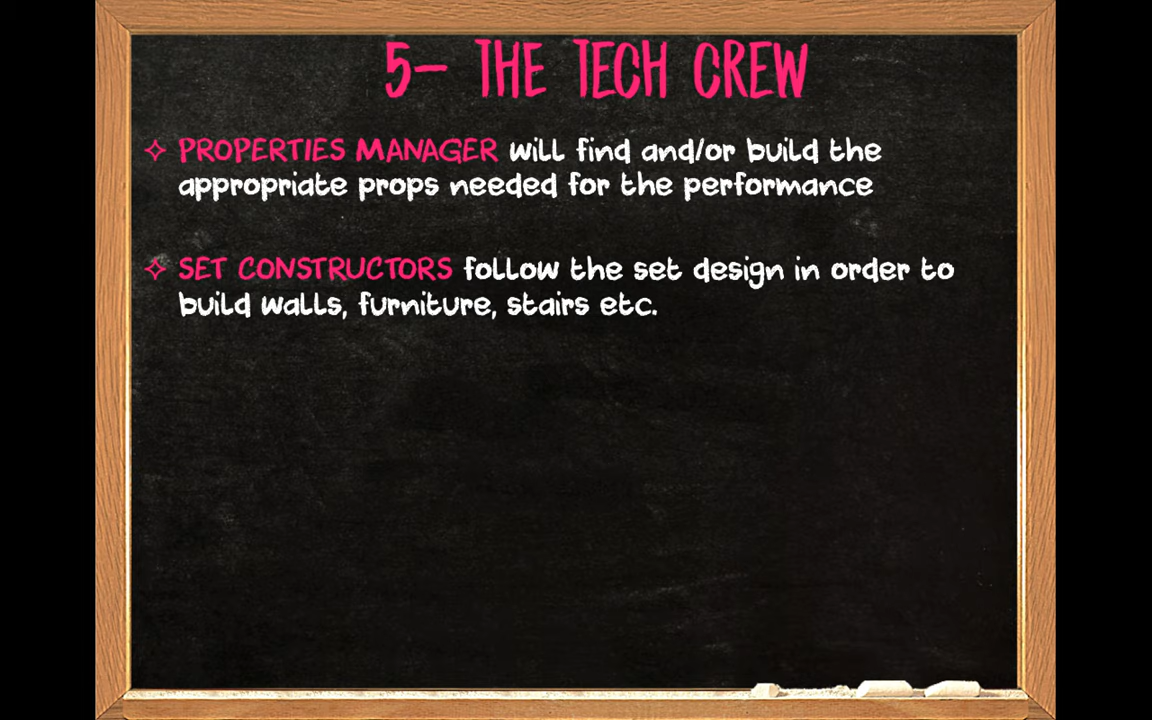 5- THE TECH CREW
✧ PROPERTIES MANAGER will find and/or build the
appropriate props needed for the performance
✧ SET CONSTRUCTORS follow the set design in order to
build walls, furniture, stairs etc.